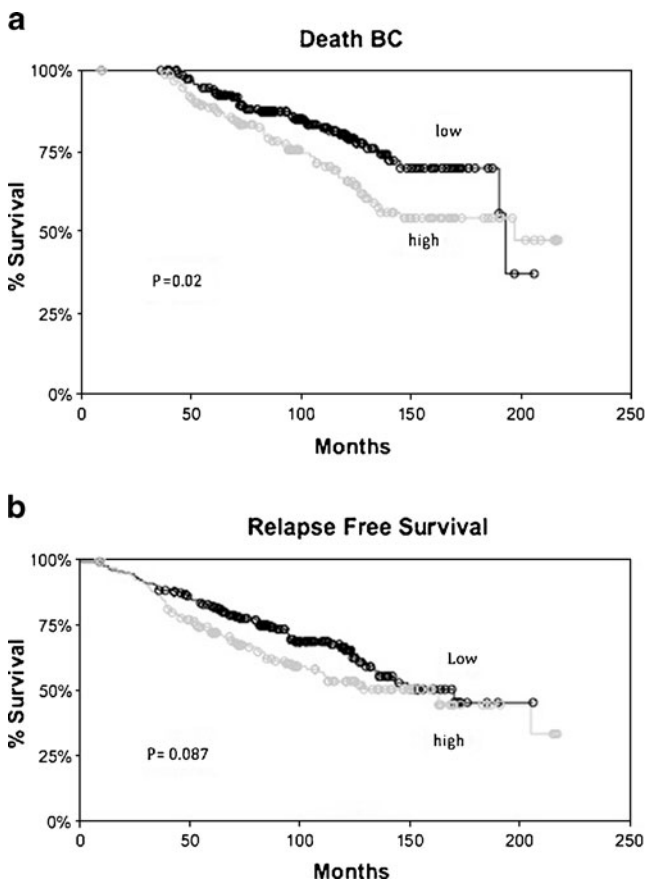 a
Death BC
100%
75%
50%
25%
0%
% Survival
low
high
P=0.02
0 50 100 150 200 250
Months
b
Relapse Free Survival
100%
75%
50%
25%
0%
% Survival
Low
high
P= 0.087
0 50 100 150 200 250
Months